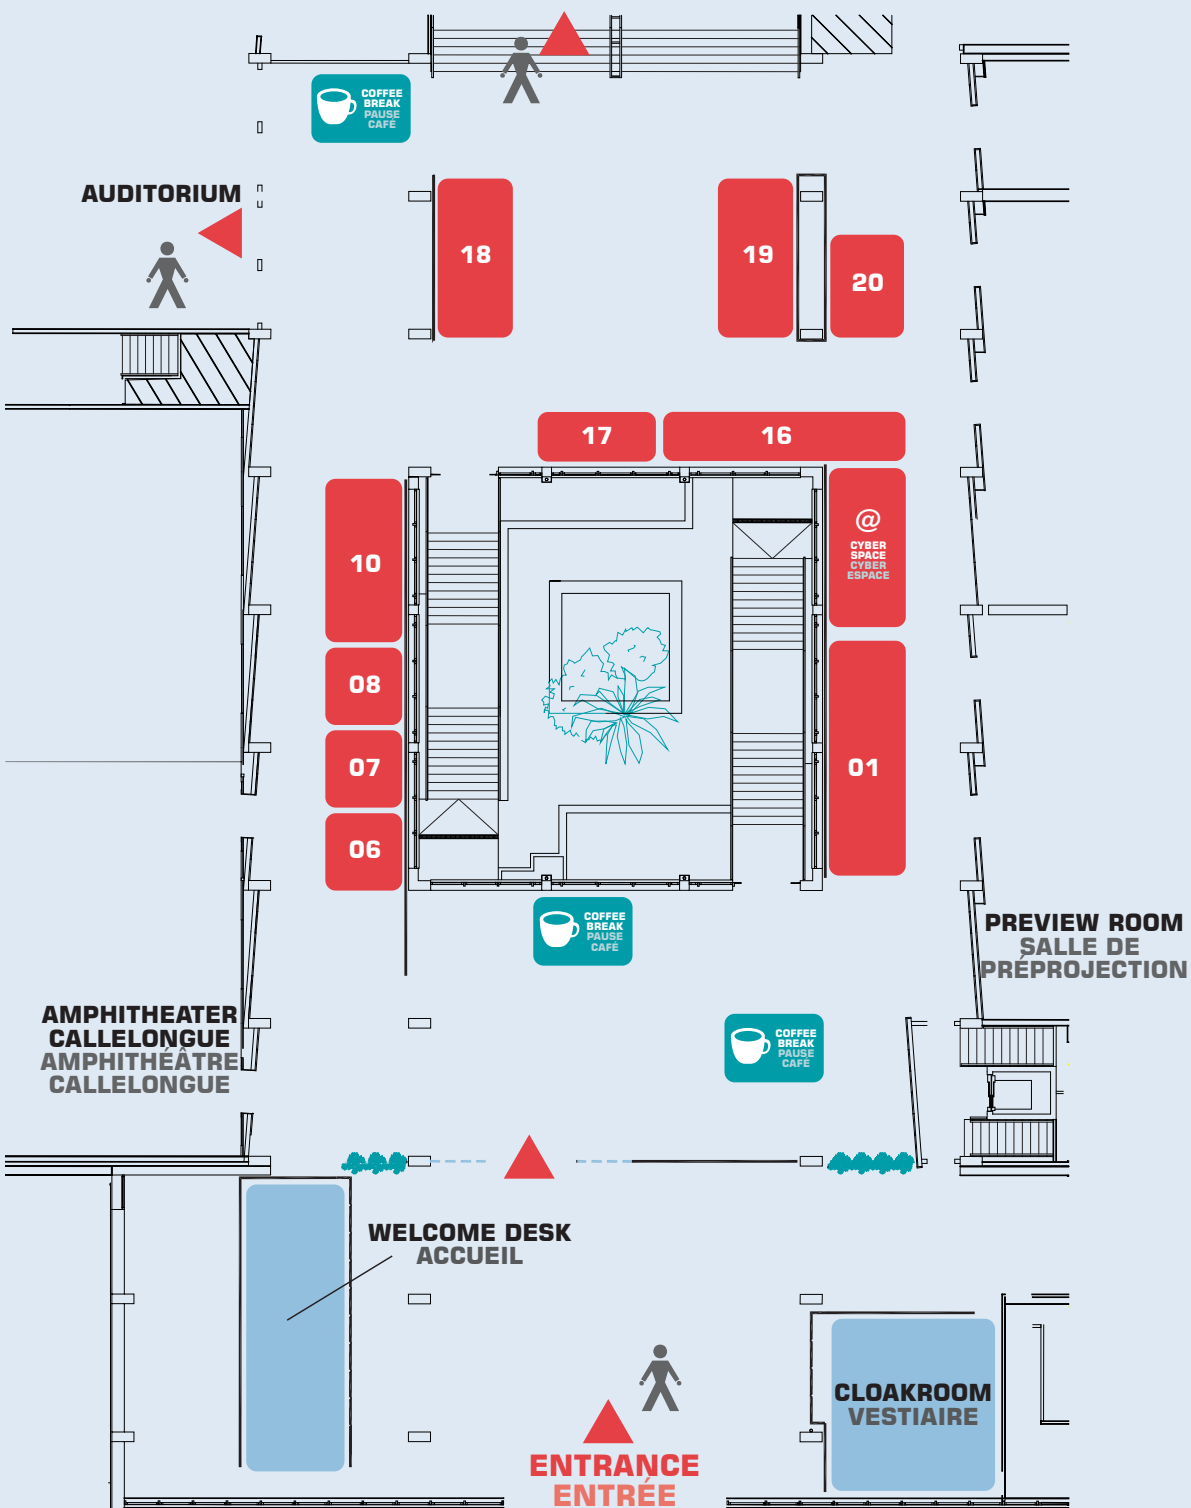 COFFEE
BREAK
PAUSE
CAFÉ
AUDITORIUM
18
19
20
17
16
@
CYBER
SPACE
CYBER
ESPACE
10
08
07
06
01
COFFEE
BREAK
PAUSE
CAFÉ
PREVIEW ROOM
SALLE DE
PRÉPROJECTION
AMPHITHEATER
CALLELONGUE
AMPHITHÉÂTRE
CALLELONGUE
COFFEE
BREAK
PAUSE
CAFÉ
WELCOME DESK
ACCUEIL
CLOAKROOM
VESTIAIRE
ENTRANCE
ENTRÉE